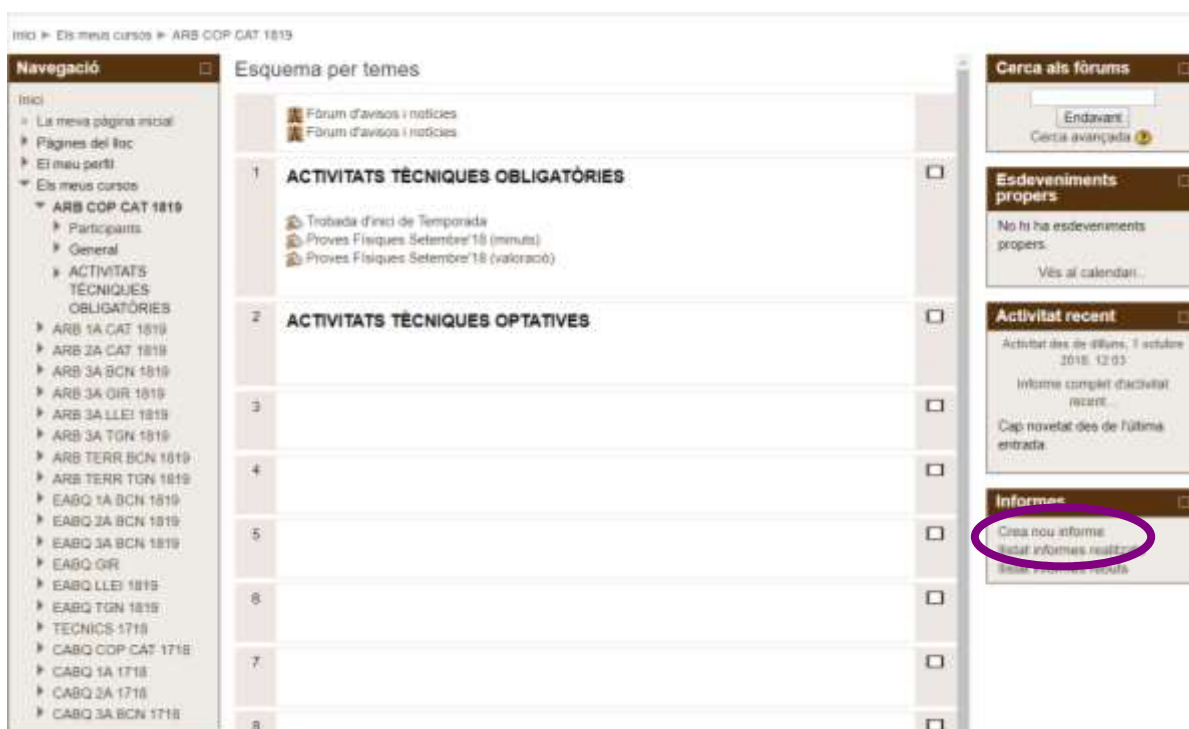 Inici ► Els meus cursos ► ARB COP CAT 1819
Navegació
Inici
La meva pàgina inicial
Pàgines del lloc
El meu perfil
Els meus cursos
ARB COP CAT 1819
Participants
General
ACTIVITATS
TÈCNIQUES
OBLIGATÒRIES
ARB 1A CAT 1819
ARB 2A CAT 1819
ARB 3A BCN 1819
ARB 3A GIR 1819
ARB 3A LLEI 1819
ARB 3A TGN 1819
ARB TERR BCN 1819
ARB TERR TGN 1819
EABQ 1A BCN 1819
EABQ 2A BCN 1819
EABQ 3A BCN 1819
EABQ GIR
EABQ LLEI 1819
EABQ TGN 1819
TECNICS 1718
CABQ COP CAT 1718
CABQ 1A 1718
CABQ 2A 1718
CABQ 3A BCN 1718
Esquema per temes
Fòrum d'avisos i notícies
Fòrum d'avisos i notícies
1
ACTIVITATS TÈCNIQUES OBLIGATÒRIES
Trobada d'inici de Temporada
Proves Físiques Setembre'18 (minuts)
Proves Físiques Setembre'18 (valoració)
2
ACTIVITATS TÈCNIQUES OPTATIVES
3
4
5
6
7
8
Cerca als fòrums
Endavant
Cerca avançada
Esdeveniments
propers
No hi ha esdeveniments
propers
Vés al calendari...
Activitat recent
Activitat des de dilluns, 1 octubre
2018, 12:03
Informe complet d'activitat
recent...
Cap novetat des de l'última
entrada
Informes
Crea nou informe
llistat informes realitzats
llistat informes rebuts